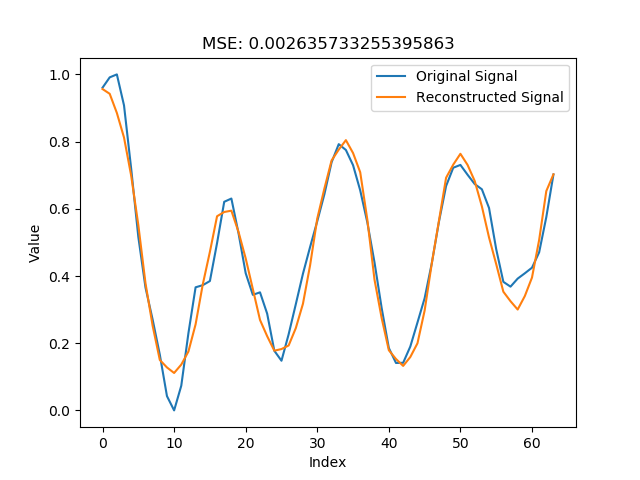 MSE: 0.002635733255395863
Original Signal
Reconstructed Signal
Value
1.0
0.8
0.6
0.4
0.2
0.0
0 10 20 30 40 50 60
Index